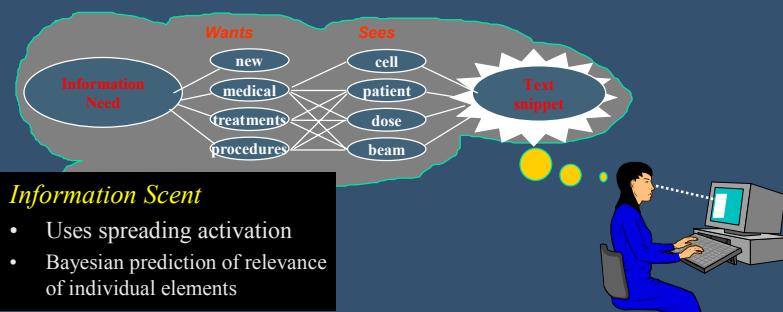 Wants
Sees
Information
Need
new
medical
treatments
procedures
cell
patient
dose
beam
Text
snippet
Information Scent
• Uses spreading activation
• Bayesian prediction of relevance
of individual elements